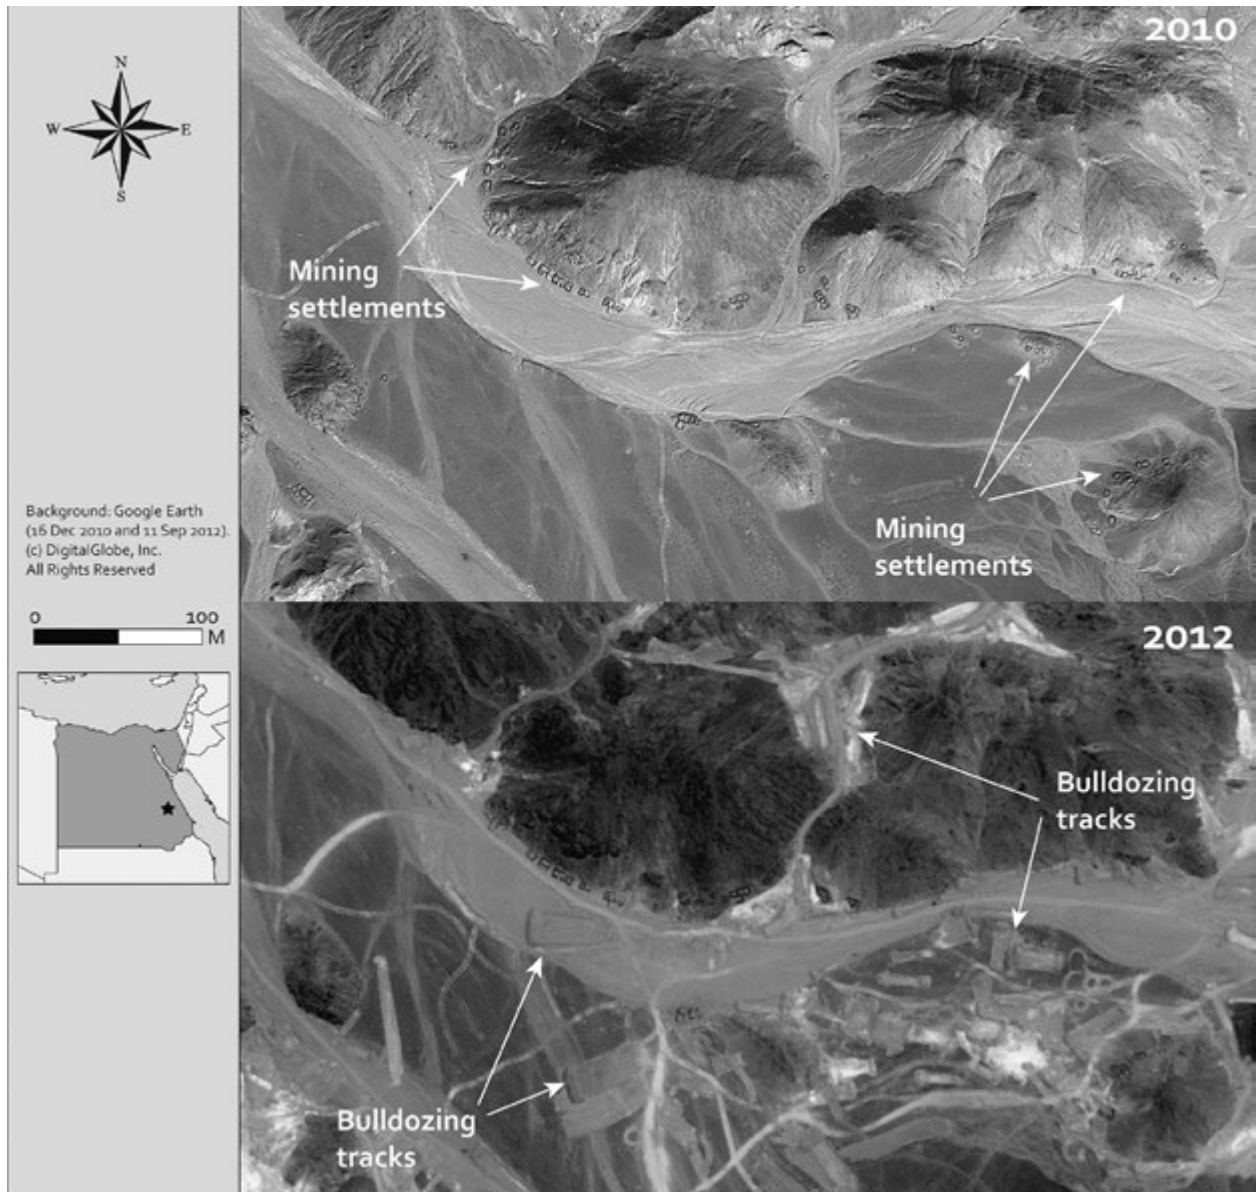 N
W E
S
2010
Mining
settlements
Mining
settlements
Background: Google Earth
(16 Dec 2010 and 11 Sep 2012).
(c) DigitalGlobe, Inc.
All Rights Reserved
0 100
M
2012
Bulldozing
tracks
Bulldozing
tracks